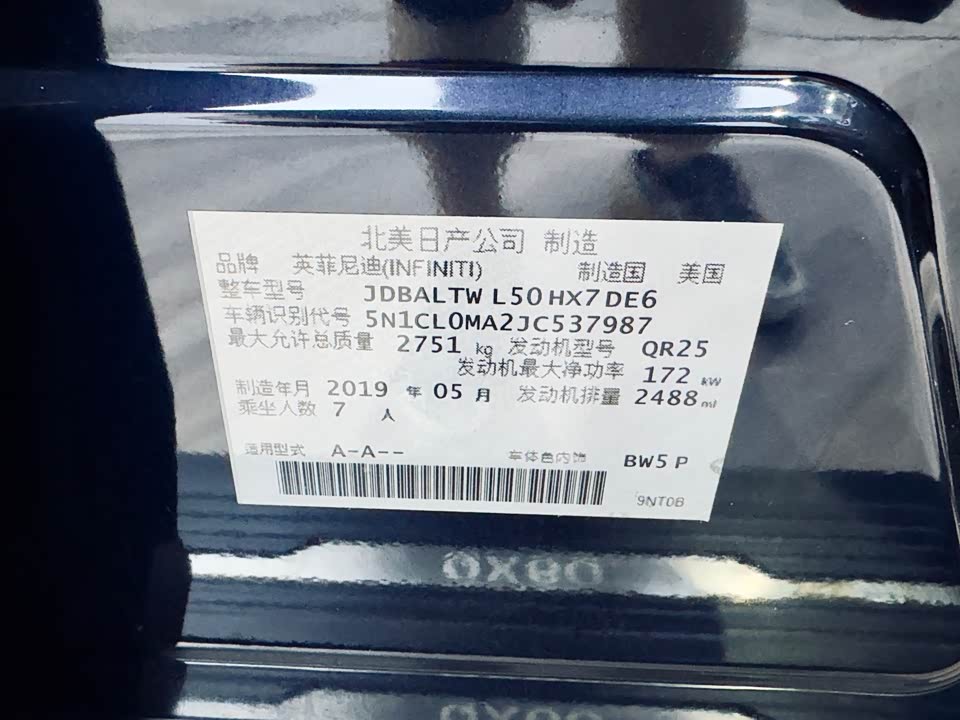 北美日产公司 制造
品牌 英菲尼迪(INFINITI) 制造国 美国
整车型号 JDBALTW L50HX7DE6
车辆识别代号 5N1CL0MA2JC537987
最大允许总质量 2751 kg 发动机型号 QR25
发动机最大净功率 172 kW
制造年月 2019 年 05 月 发动机排量 2488 ml
乘坐人数 7 人
适用型式 A-A-- 车体色内饰 BW5 P
9NT0B